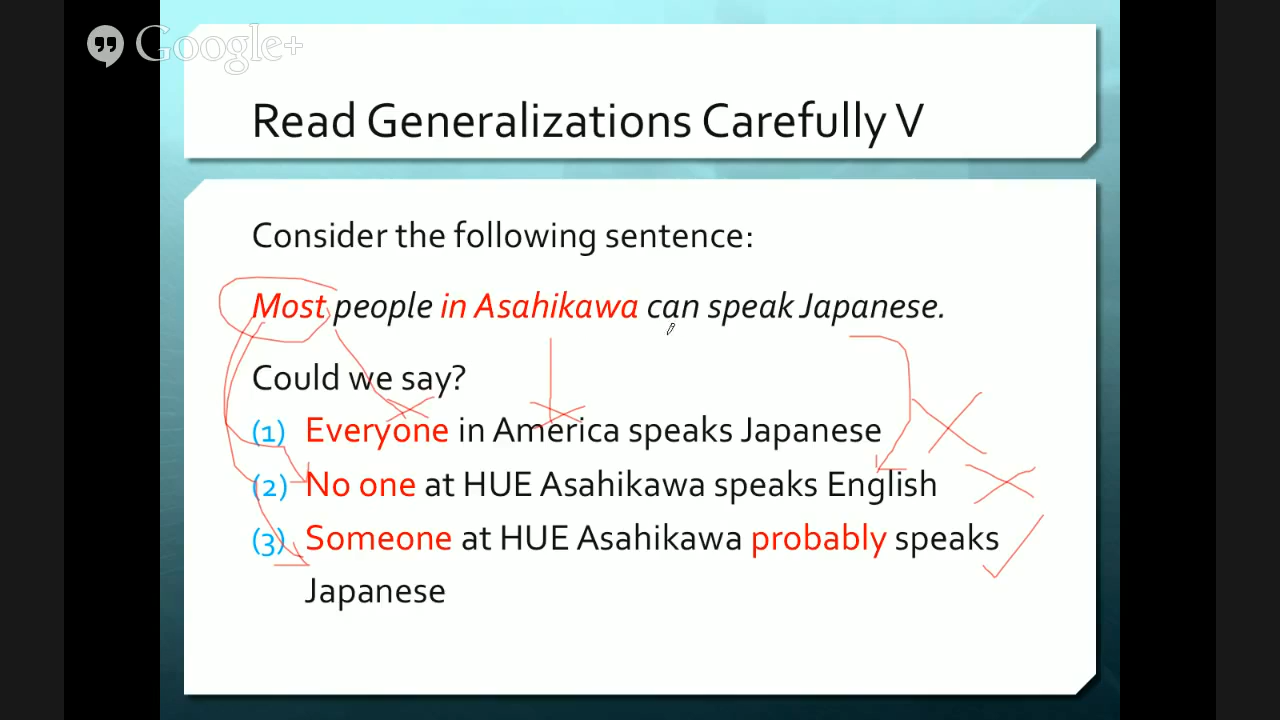 Google+
Read Generalizations Carefully V
Consider the following sentence:
Most people in Asahikawa can speak Japanese.
Could we say?
(1) Everyone in America speaks Japanese
(2) No one at HUE Asahikawa speaks English
(3) Someone at HUE Asahikawa probably speaks
Japanese